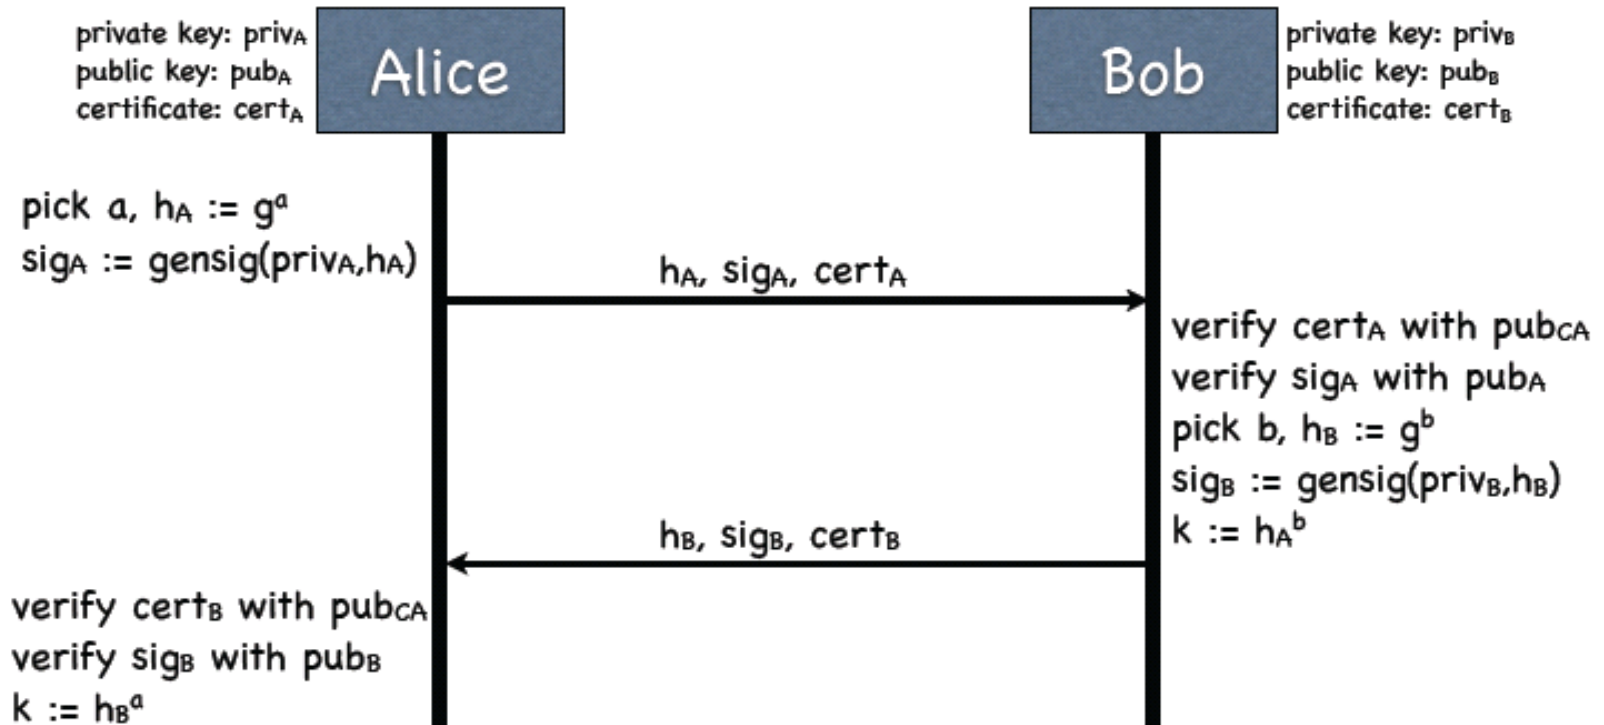 private key: privA
public key: pubA
certificate: certA
Alice
Bob
private key: privB
public key: pubB
certificate: certB
pick a, hA := gᵃ
sigA := gensig(privA,hA)
hA, sigA, certA
verify certA with pubCA
verify sigA with pubA
pick b, hB := gᵇ
sigB := gensig(privB,hB)
k := hAᵇ
hB, sigB, certB
verify certB with pubCA
verify sigB with pubB
k := hBᵃ